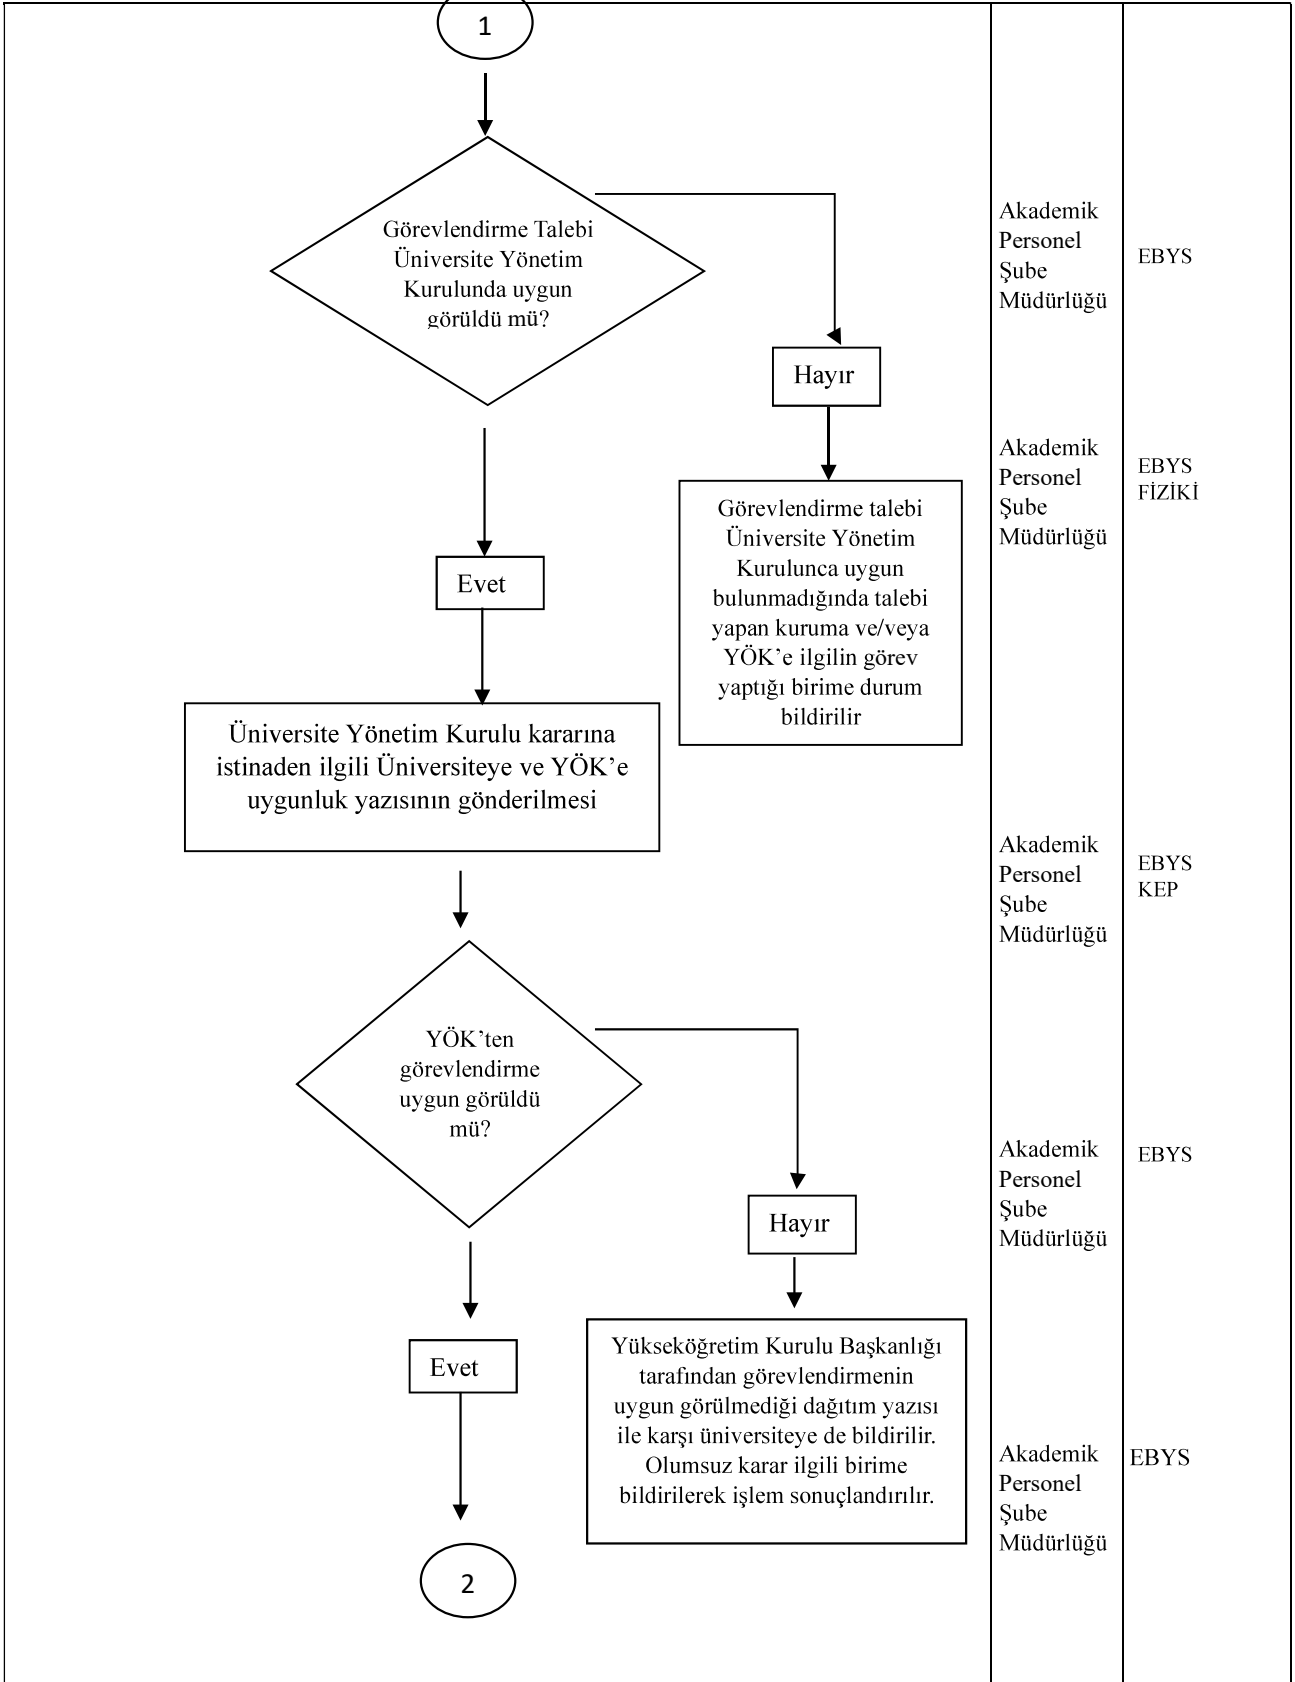 1
Görevlendirme Talebi
Üniversite Yönetim
Kurulunda uygun
görüldü mü?
Akademik
Personel
Şube
Müdürlüğü
EBYS
Hayır
Akademik
Personel
Şube
Müdürlüğü
EBYS
FİZİKİ
Görevlendirme talebi
Üniversite Yönetim
Kurulunca uygun
bulunmadığında talebi
yapan kuruma ve/veya
YÖK’e ilgilin görev
yaptığı birime durum
bildirilir
Evet
Üniversite Yönetim Kurulu kararına
istinaden ilgili Üniversiteye ve YÖK’e
uygunluk yazısının gönderilmesi
Akademik
Personel
Şube
Müdürlüğü
EBYS
KEP
YÖK’ten
görevlendirme
uygun görüldü
mü?
Akademik
Personel
Şube
Müdürlüğü
EBYS
Hayır
Evet
Yükseköğretim Kurulu Başkanlığı
tarafından görevlendirmenin
uygun görülmediği dağıtım yazısı
ile karşı üniversiteye de bildirilir.
Olumsuz karar ilgili birime
bildirilerek işlem sonuçlandırılır.
Akademik
Personel
Şube
Müdürlüğü
EBYS
2